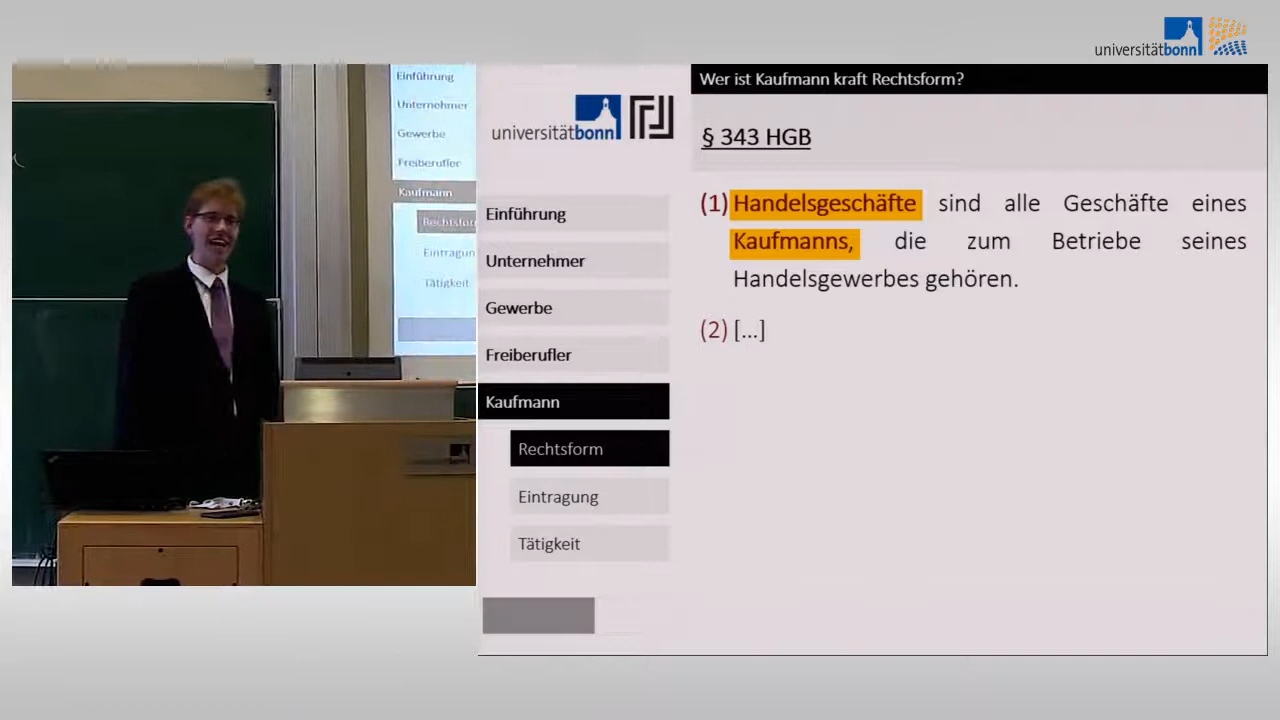 universitätbonn
Einführung
Unternehmer
Gewerbe
Freiberufler
Kaufmann
Rechtsform
Eintragung
Tätigkeit
universitätbonn
Einführung
Unternehmer
Gewerbe
Freiberufler
Kaufmann
Rechtsform
Eintragung
Tätigkeit
Wer ist Kaufmann kraft Rechtsform?
§ 343 HGB
(1) Handelsgeschäfte sind alle Geschäfte eines
Kaufmanns, die zum Betriebe seines
Handelsgewerbes gehören.
(2) [...]